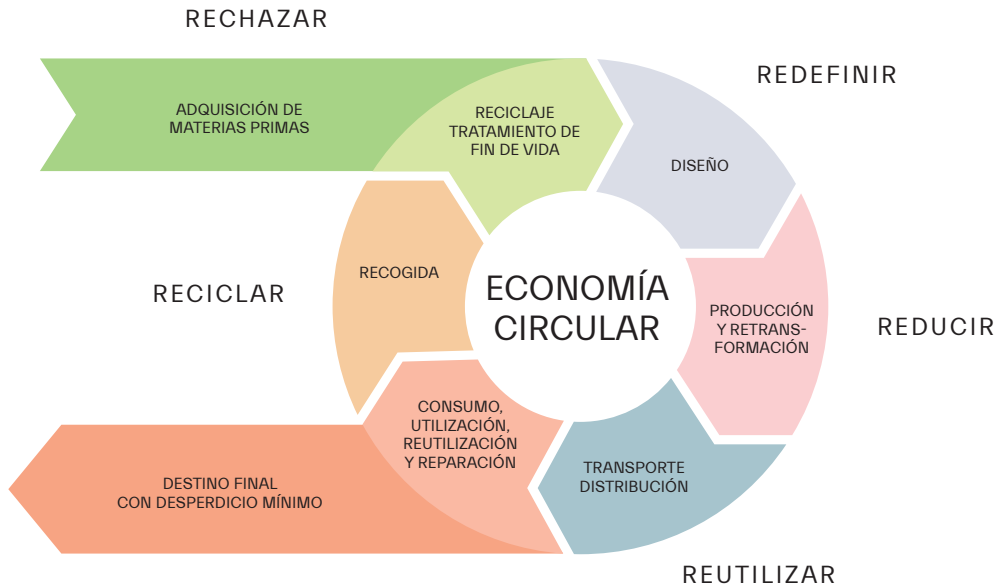 RECHAZAR
ADQUISICIÓN DE
MATERIAS PRIMAS
RECICLAJE
TRATAMIENTO DE
FIN DE VIDA
REDEFINIR
DISEÑO
RECOGIDA
RECICLAR
ECONOMÍA
CIRCULAR
PRODUCCIÓN
Y RETRANS-
FORMACIÓN
REDUCIR
CONSUMO,
UTILIZACIÓN,
REUTILIZACIÓN
Y REPARACIÓN
TRANSPORTE
DISTRIBUCIÓN
DESTINO FINAL
CON DESPERDICIO MÍNIMO
REUTILIZAR